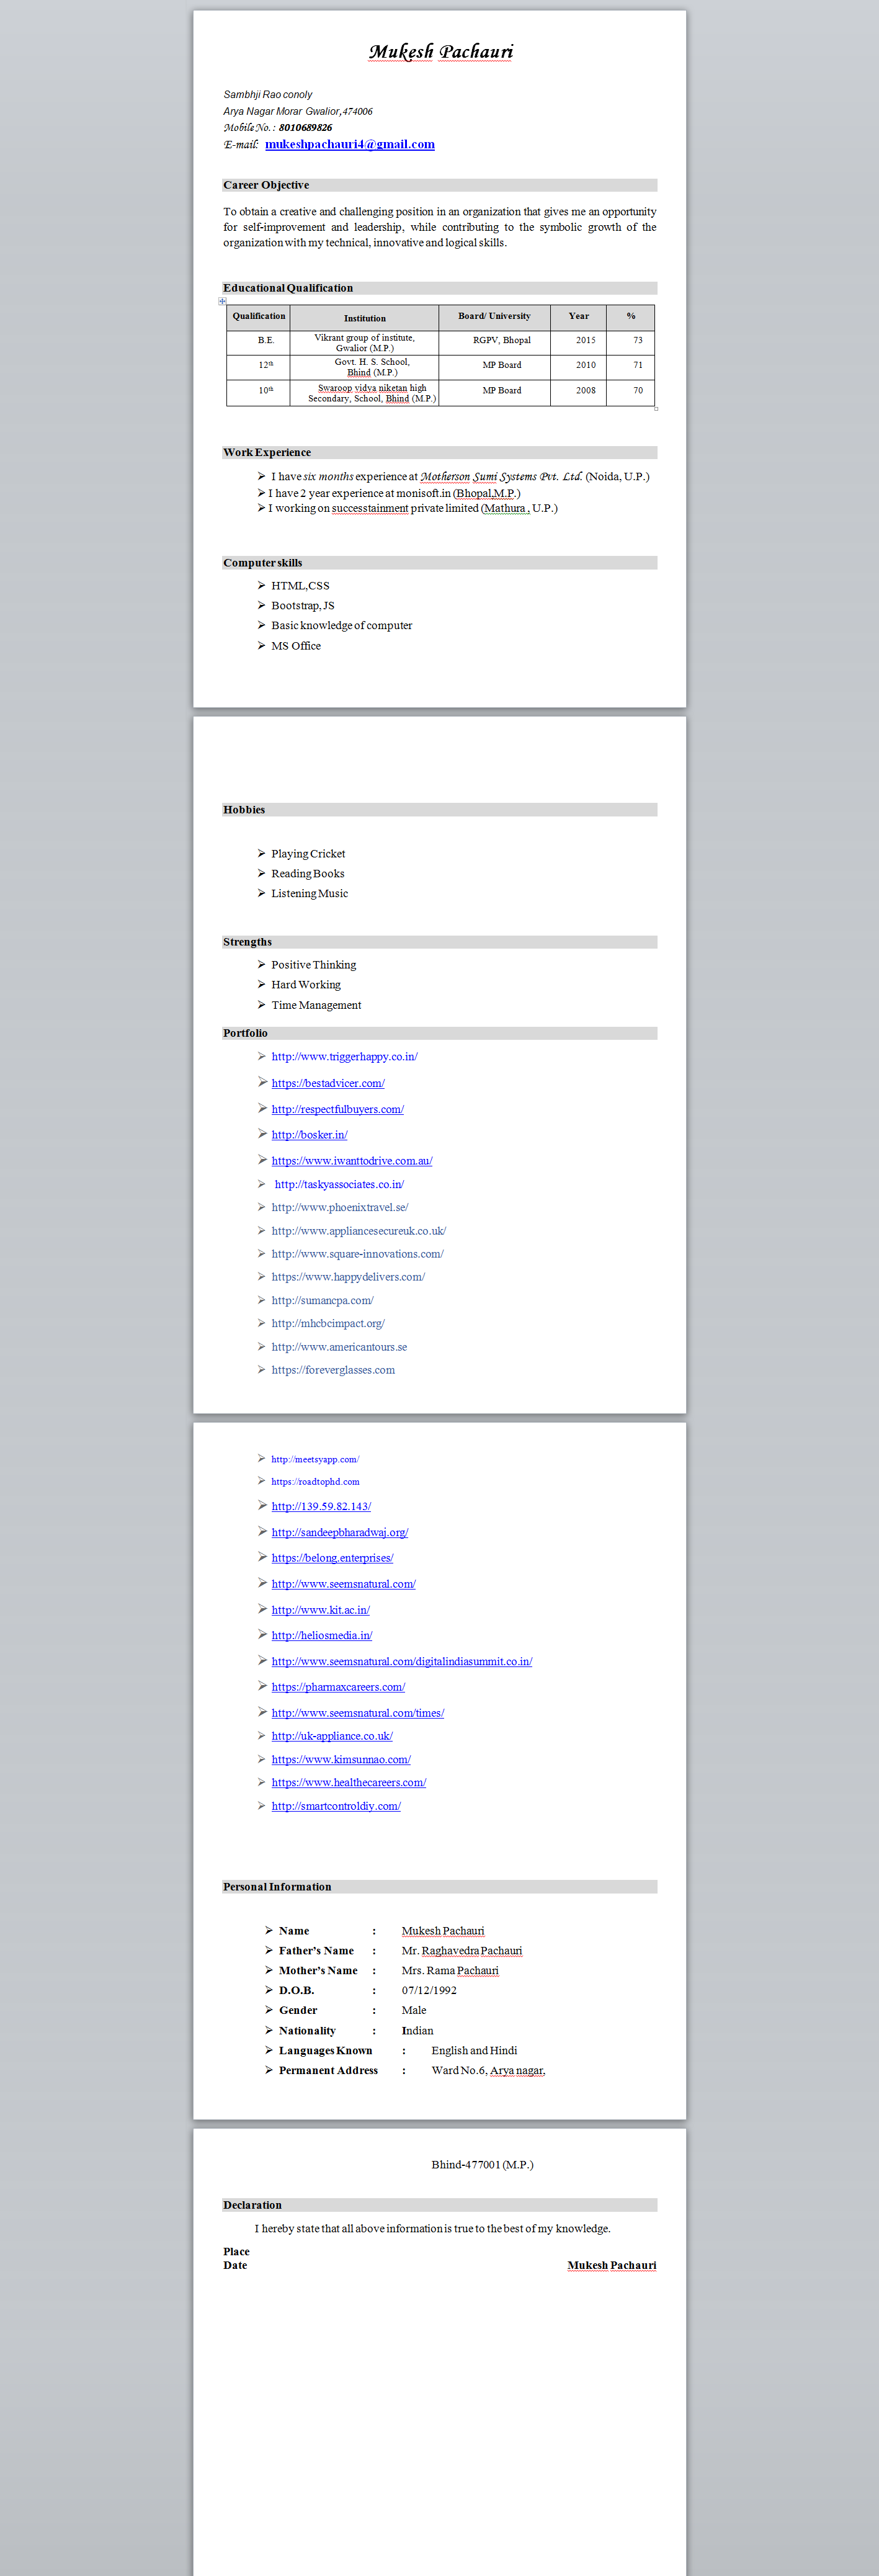 Mukesh Pachauri
Sambhji Rao conoly
Arya Nagar Morar Gwalior,474006
Mobile No. : 8010689826
E-mail: mukeshpachauri4@gmail.com
Career Objective
To obtain a creative and challenging position in an organization that gives me an opportunity
for self-improvement and leadership, while contributing to the symbolic growth of the
organization with my technical, innovative and logical skills.
Educational Qualification
Qualification Institution Board/ University Year %
B.E. Vikrant group of institute, RGPV, Bhopal 2015 73
Gwalior (M.P.)
12th Govt. H. S. School, MP Board 2010 71
Bhind (M.P.)
10th Swaroop vidya niketan high MP Board 2008 70
Secondary, School, Bhind (M.P.)
Work Experience
➢ I have six months experience at Motherson Sumi Systems Pvt. Ltd. (Noida, U.P.)
➢ I have 2 year experience at monisoft.in (Bhopal,M.P.)
➢ I working on successtainment private limited (Mathura , U.P.)
Computer skills
➢ HTML,CSS
➢ Bootstrap, JS
➢ Basic knowledge of computer
➢ MS Office
Hobbies
➢ Playing Cricket
➢ Reading Books
➢ Listening Music
Strengths
➢ Positive Thinking
➢ Hard Working
➢ Time Management
Portfolio
➢ http://www.triggerhappy.co.in/
➢ https://bestadvicer.com/
➢ http://respectfulbuyers.com/
➢ http://bosker.in/
➢ https://www.iwanttodrive.com.au/
➢ http://taskyassociates.co.in/
➢ http://www.phoenixtravel.se/
➢ http://www.appliancesecureuk.co.uk/
➢ http://www.square-innovations.com/
➢ https://www.happydelivers.com/
➢ http://sumancpa.com/
➢ http://mhcbcimpact.org/
➢ http://www.americantours.se
➢ https://foreverglasses.com
➢ http://meetsyapp.com/
➢ https://roadtophd.com
➢ http://139.59.82.143/
➢ http://sandeepbharadwaj.org/
➢ https://belong.enterprises/
➢ http://www.seemsnatural.com/
➢ http://www.kit.ac.in/
➢ http://heliosmedia.in/
➢ http://www.seemsnatural.com/digitalindiasummit.co.in/
➢ https://pharmaxcareers.com/
➢ http://www.seemsnatural.com/times/
➢ http://uk-appliance.co.uk/
➢ https://www.kimsunnao.com/
➢ https://www.healthecareers.com/
➢ http://smartcontroldiy.com/
Personal Information
➢ Name : Mukesh Pachauri
➢ Father’s Name : Mr. Raghavedra Pachauri
➢ Mother’s Name : Mrs. Rama Pachauri
➢ D.O.B. : 07/12/1992
➢ Gender : Male
➢ Nationality : Indian
➢ Languages Known : English and Hindi
➢ Permanent Address : Ward No.6, Arya nagar,
Bhind-477001 (M.P.)
Declaration
I hereby state that all above information is true to the best of my knowledge.
Place
Date Mukesh Pachauri